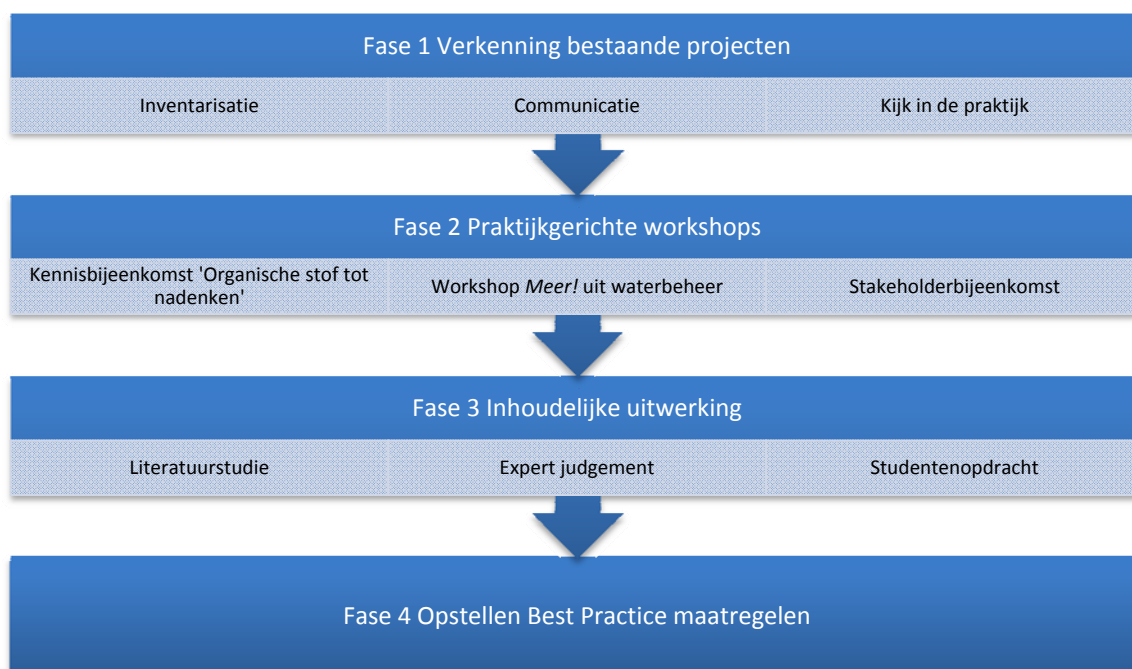 Fase 1 Verkenning bestaande projecten
Inventarisatie
Communicatie
Kijk in de praktijk
Fase 2 Praktijkgerichte workshops
Kennisbijeenkomst 'Organische stof tot
nadenken'
Workshop Meer! uit waterbeheer
Stakeholderbijeenkomst
Fase 3 Inhoudelijke uitwerking
Literatuurstudie
Expert judgement
Studentenopdracht
Fase 4 Opstellen Best Practice maatregelen